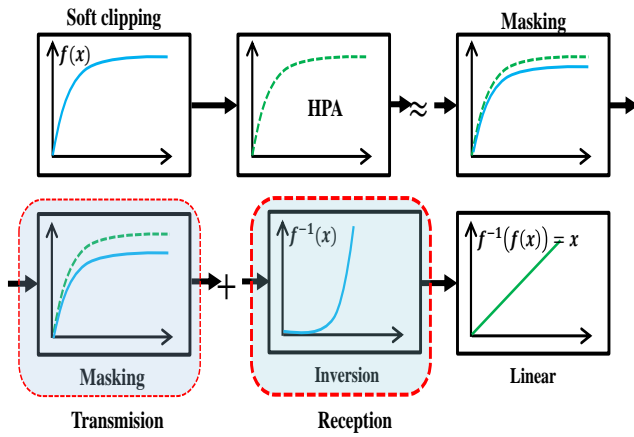 Soft clipping
Masking
f(x)
HPA
≈
f⁻¹(x)
f⁻¹(f(x)) = x
+
Masking
Inversion
Linear
Transmision
Reception